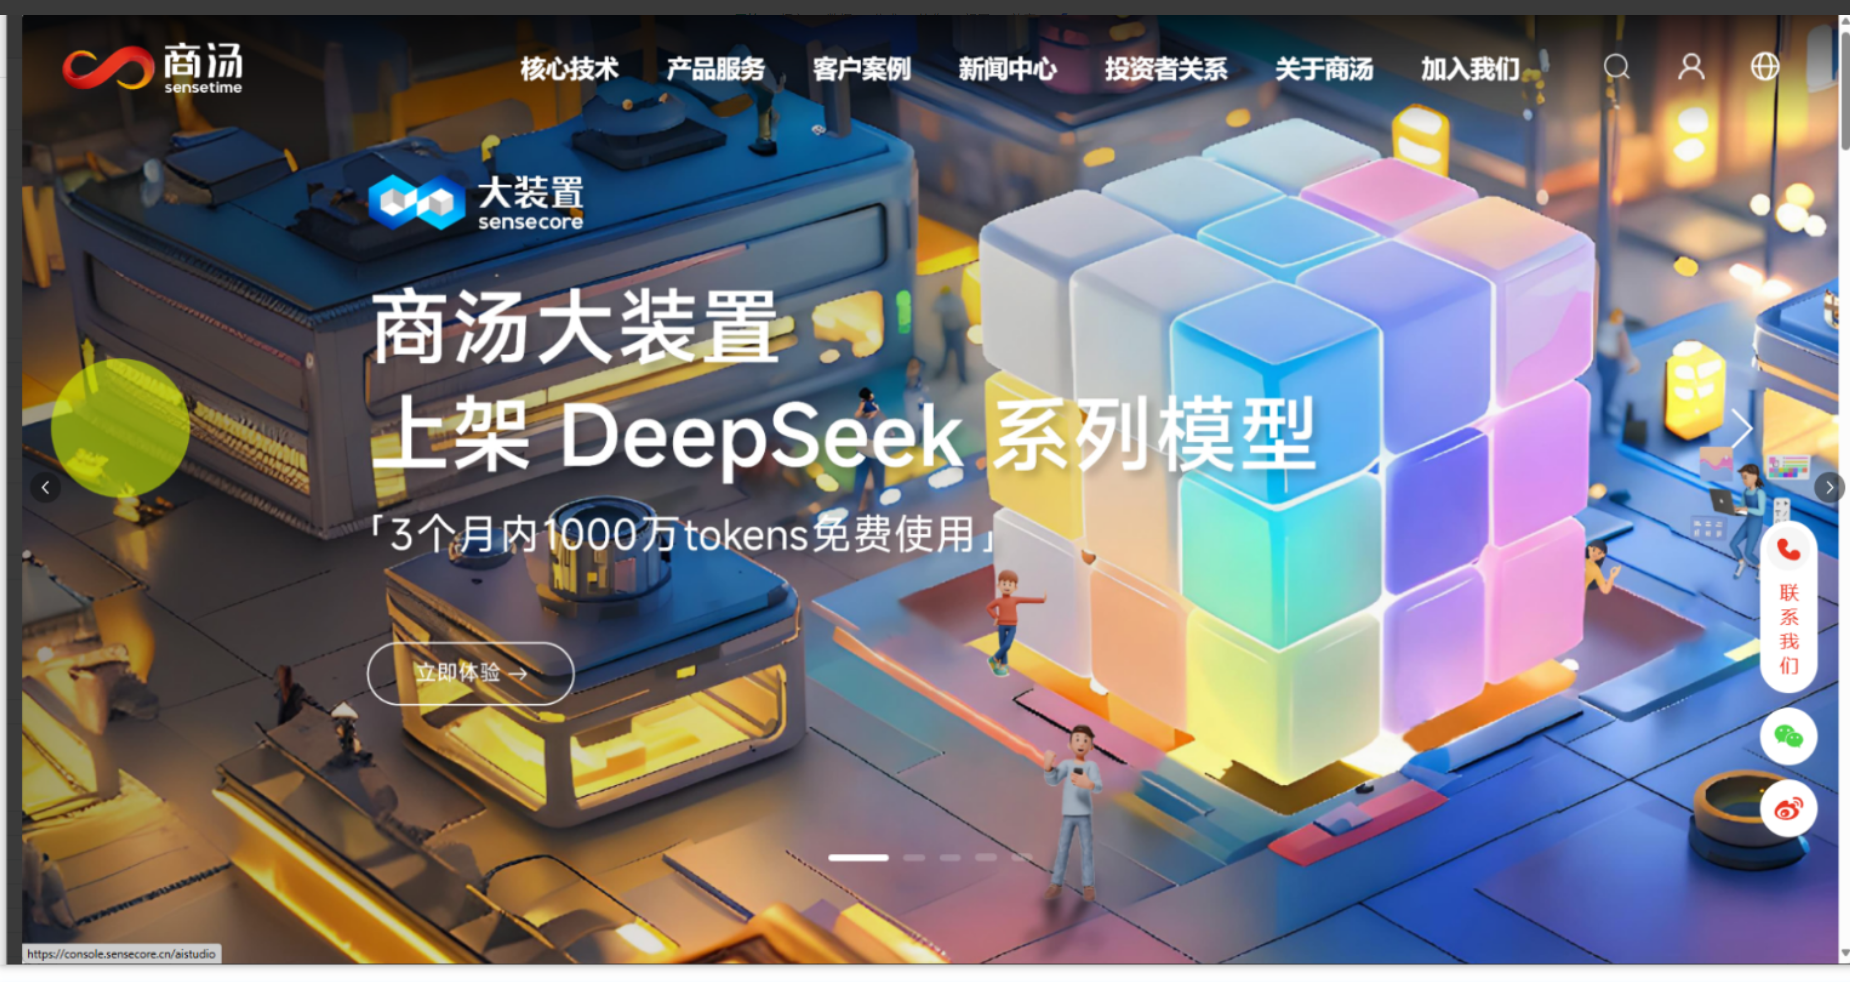 商汤
sensetime
核心技术 产品服务 客户案例 新闻中心 投资者关系 关于商汤 加入我们
大装置
sensecore
商汤大装置
上架 DeepSeek 系列模型
「3个月内1000万tokens免费使用」
立即体验 →
联系我们
https://console.sensecore.cn/aistudio